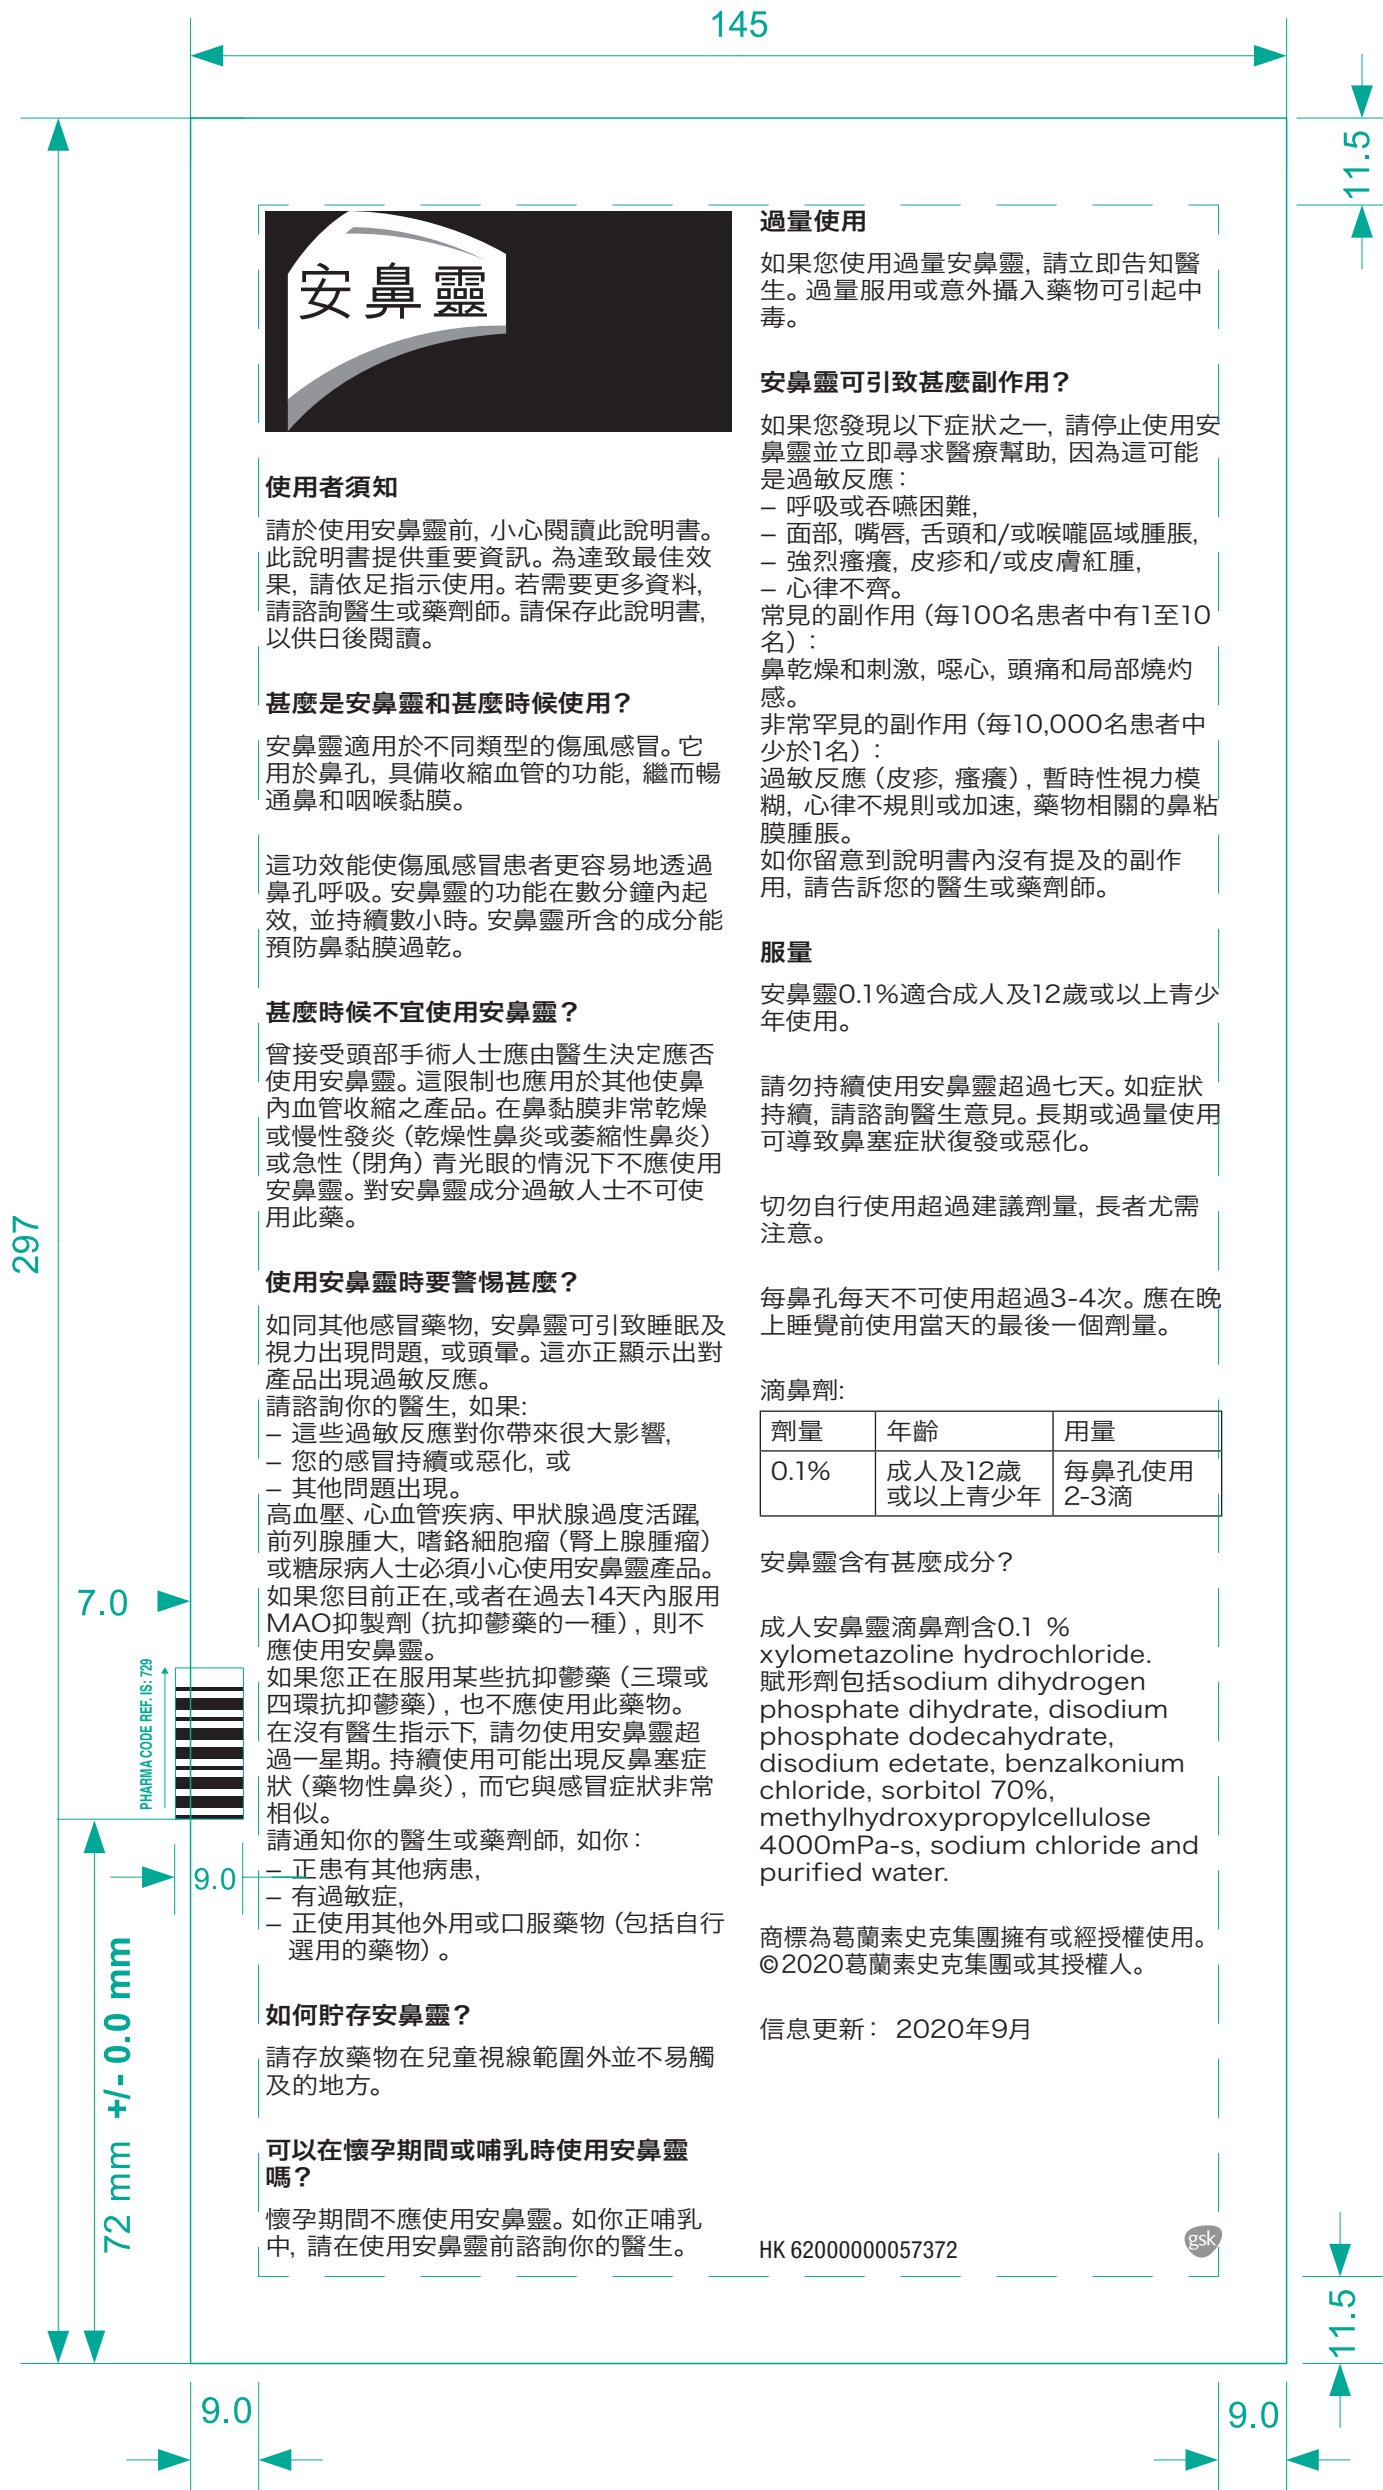 145
11.5
安鼻靈
使用者須知
請於使用安鼻靈前, 小心閱讀此說明書。
此說明書提供重要資訊。為達致最佳效
果, 請依足指示使用。若需要更多資料,
請諮詢醫生或藥劑師。請保存此說明書,
以供日後閱讀。
甚麼是安鼻靈和甚麼時候使用?
安鼻靈適用於不同類型的傷風感冒。它
用於鼻孔, 具備收縮血管的功能, 繼而暢
通鼻和咽喉黏膜。
這功效能使傷風感冒患者更容易地透過
鼻孔呼吸。安鼻靈的功能在數分鐘內起
效, 並持續數小時。安鼻靈所含的成分能
預防鼻黏膜過乾。
甚麼時候不宜使用安鼻靈?
曾接受頭部手術人士應由醫生決定應否
使用安鼻靈。這限制也應用於其他使鼻
內血管收縮之產品。在鼻黏膜非常乾燥
或慢性發炎 (乾燥性鼻炎或萎縮性鼻炎)
或急性 (閉角) 青光眼的情況下不應使用
安鼻靈。對安鼻靈成分過敏人士不可使
用此藥。
使用安鼻靈時要警惕甚麼?
如同其他感冒藥物, 安鼻靈可引致睡眠及
視力出現問題, 或頭暈。這亦正顯示出對
產品出現過敏反應。
請諮詢你的醫生, 如果:
– 這些過敏反應對你帶來很大影響,
– 您的感冒持續或惡化, 或
– 其他問題出現。
高血壓、心血管疾病、甲狀腺過度活躍,
前列腺腫大, 嗜鉻細胞瘤 (腎上腺腫瘤)
或糖尿病人士必須小心使用安鼻靈產品。
如果您目前正在,或者在過去14天內服用
MAO抑製劑 (抗抑鬱藥的一種) , 則不
應使用安鼻靈。
如果您正在服用某些抗抑鬱藥 (三環或
四環抗抑鬱藥) , 也不應使用此藥物。
在沒有醫生指示下, 請勿使用安鼻靈超
過一星期。持續使用可能出現反鼻塞症
狀 (藥物性鼻炎) , 而它與感冒症狀非常
相似。
請通知你的醫生或藥劑師, 如你:
– 正患有其他病患,
– 有過敏症,
– 正使用其他外用或口服藥物 (包括自行
選用的藥物) 。
如何貯存安鼻靈?
請存放藥物在兒童視線範圍外並不易觸
及的地方。
可以在懷孕期間或哺乳時使用安鼻靈
嗎?
懷孕期間不應使用安鼻靈。如你正哺乳
中, 請在使用安鼻靈前諮詢你的醫生。
過量使用
如果您使用過量安鼻靈, 請立即告知醫
生。過量服用或意外攝入藥物可引起中
毒。
安鼻靈可引致甚麼副作用?
如果您發現以下症狀之一, 請停止使用安
鼻靈並立即尋求醫療幫助, 因為這可能
是過敏反應:
– 呼吸或吞嚥困難,
– 面部, 嘴唇, 舌頭和/或喉嚨區域腫脹,
– 強烈瘙癢, 皮疹和/或皮膚紅腫,
– 心律不齊。
常見的副作用 (每100名患者中有1至10
名) :
鼻乾燥和刺激, 噁心, 頭痛和局部燒灼
感。
非常罕見的副作用 (每10,000名患者中
少於1名) :
過敏反應 (皮疹, 瘙癢) , 暫時性視力模
糊, 心律不規則或加速, 藥物相關的鼻粘
膜腫脹。
如你留意到說明書內沒有提及的副作
用, 請告訴您的醫生或藥劑師。
服量
安鼻靈0.1%適合成人及12歲或以上青少
年使用。
請勿持續使用安鼻靈超過七天。如症狀
持續, 請諮詢醫生意見。長期或過量使用
可導致鼻塞症狀復發或惡化。
切勿自行使用超過建議劑量, 長者尤需
注意。
每鼻孔每天不可使用超過3-4次。應在晚
上睡覺前使用當天的最後一個劑量。
滴鼻劑:
劑量 年齡 用量
0.1% 成人及12歲 每鼻孔使用
或以上青少年 2-3滴
安鼻靈含有甚麼成分?
成人安鼻靈滴鼻劑含0.1 %
xylometazoline hydrochloride.
賦形劑包括sodium dihydrogen
phosphate dihydrate, disodium
phosphate dodecahydrate,
disodium edetate, benzalkonium
chloride, sorbitol 70%,
methylhydroxypropylcellulose
4000mPa-s, sodium chloride and
purified water.
商標為葛蘭素史克集團擁有或經授權使用。
©2020葛蘭素史克集團或其授權人。
信息更新: 2020年9月
HK 62000000057372
gsk
297
7.0
PHARMA CODE REF. IS: 729
9.0
72 mm +/- 0.0 mm
11.5
9.0
9.0